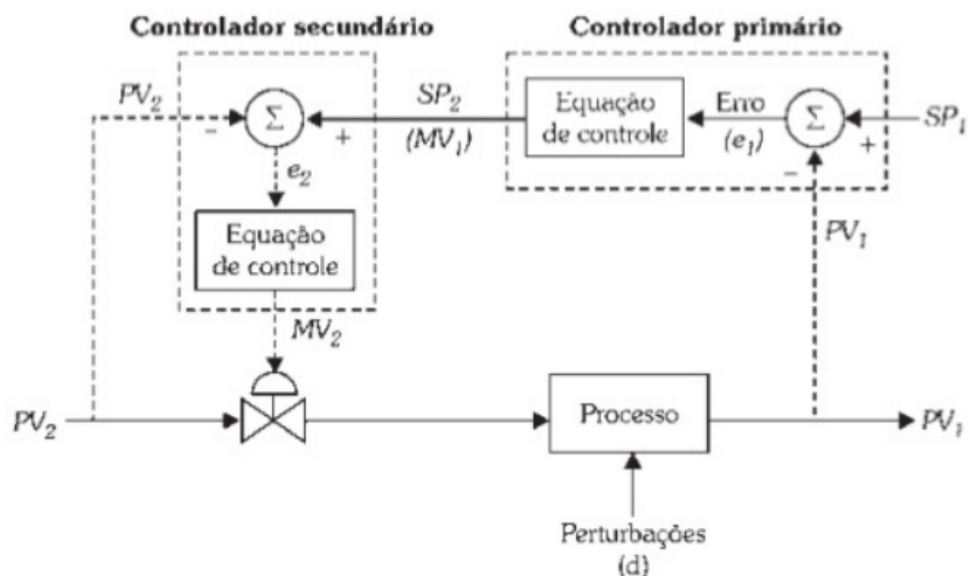 Controlador secundário
Controlador primário
PV₂
SP₂
(MV₁)
Equação
de controle
Erro
(e₁)
Σ
SP₁
Σ
–
+
+
–
e₂
Equação
de controle
PV₁
MV₂
PV₂
Processo
PV₁
Perturbações
(d)